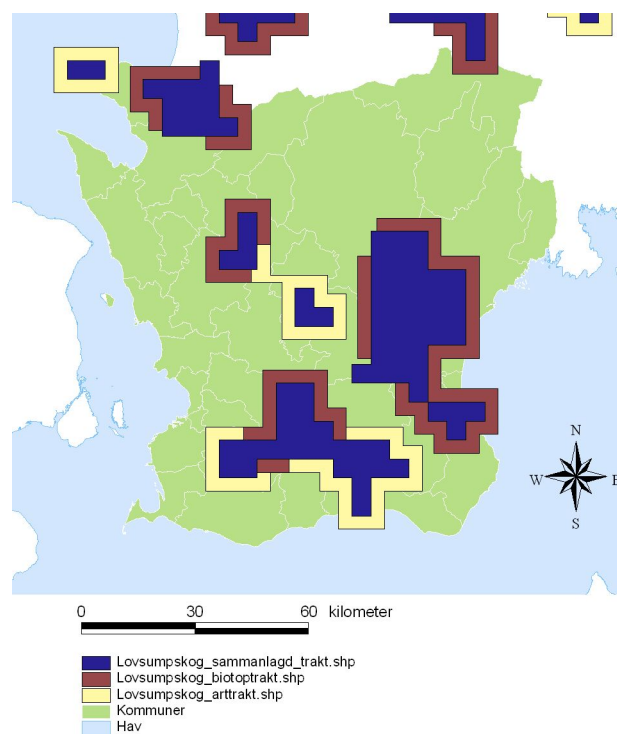 N
W E
S
0 30 60 kilometer
Lovsumpskog_sammanlagd_trakt.shp
Lovsumpskog_biotoptrakt.shp
Lovsumpskog_arttrakt.shp
Kommuner
Hav